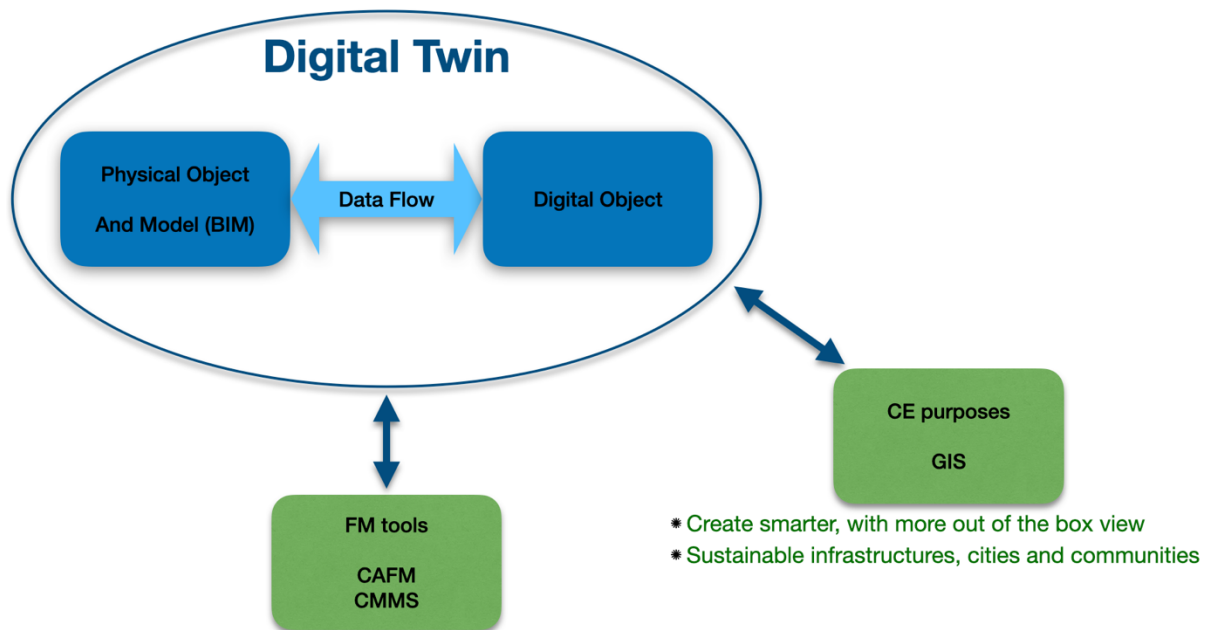 Digital Twin
Physical Object
And Model (BIM)
Data Flow
Digital Object
CE purposes
GIS
FM tools
CAFM
CMMS
Create smarter, with more out of the box view
Sustainable infrastructures, cities and communities